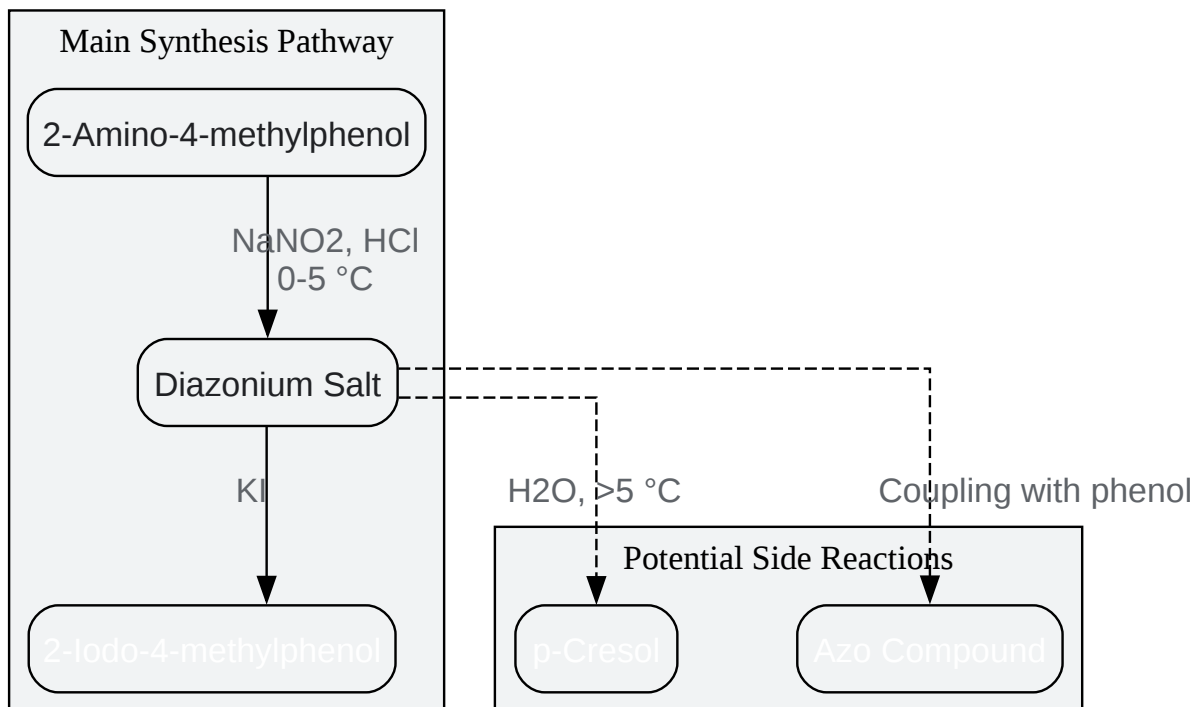 Main Synthesis Pathway
2-Amino-4-methylphenol
NaNO2, HCl
0-5 °C
Diazonium Salt
KI
H2O, >5 °C
Coupling with phenol
Potential Side Reactions
2-Iodo-4-methylphenol
p-Cresol
Azo Compound